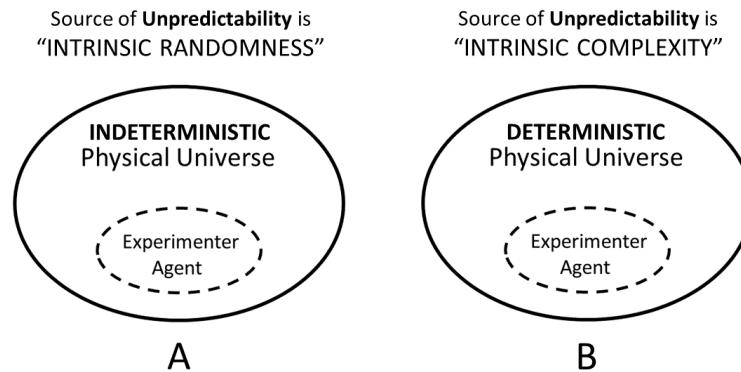 Source of Unpredictability is
“INTRINSIC RANDOMNESS”
INDETERMINISTIC
Physical Universe
Experimenter
Agent
A
Source of Unpredictability is
“INTRINSIC COMPLEXITY”
DETERMINISTIC
Physical Universe
Experimenter
Agent
B